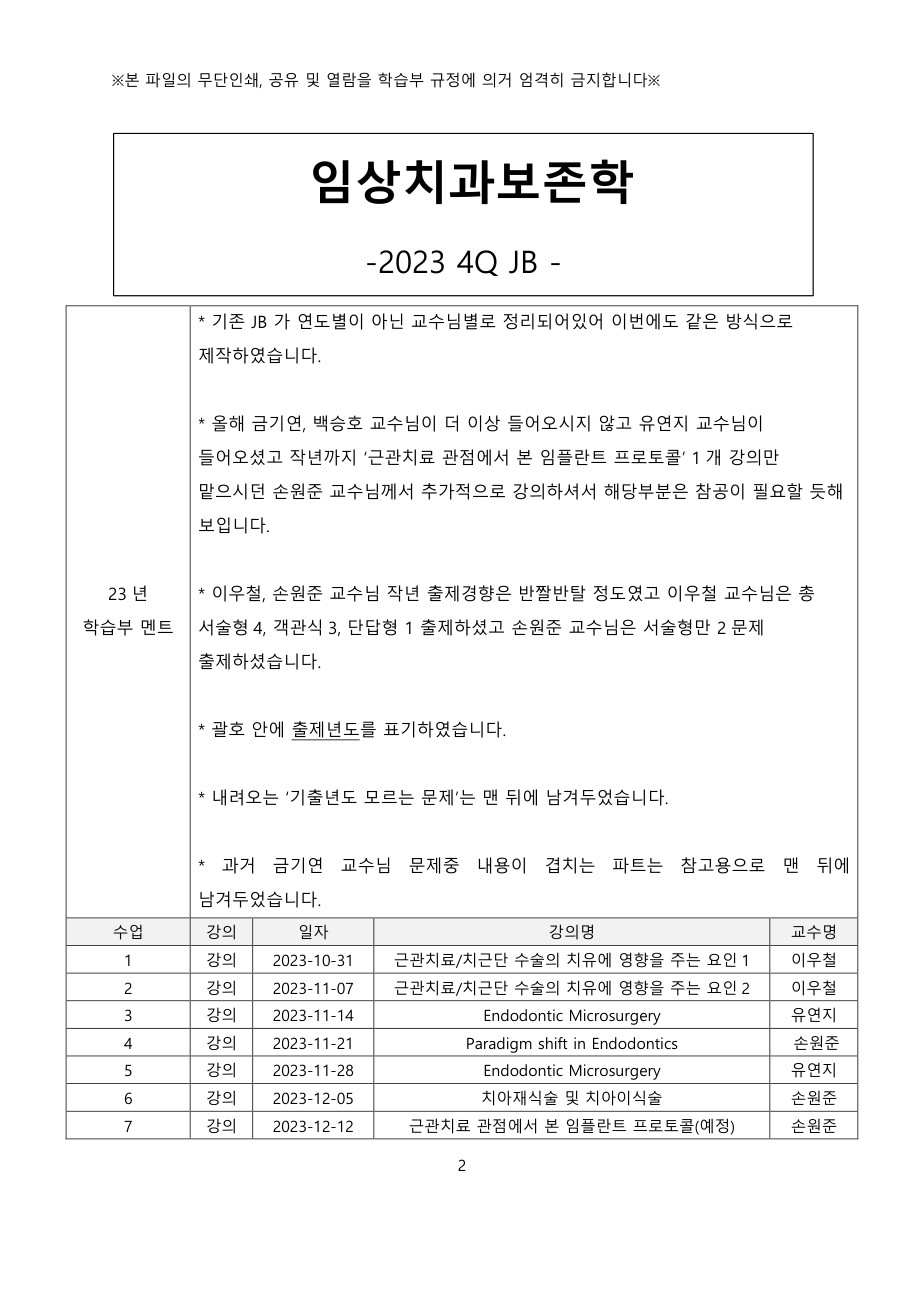 ※본 파일의 무단인쇄, 공유 및 열람을 학습부 규정에 의거 엄격히 금지합니다※
임상치과보존학
-2023 4Q JB -
23 년
학습부 멘트
* 기존 JB 가 연도별이 아닌 교수님별로 정리되어있어 이번에도 같은 방식으로
제작하였습니다.
* 올해 금기연, 백승호 교수님이 더 이상 들어오시지 않고 유연지 교수님이
들어오셨고 작년까지 ‘근관치료 관점에서 본 임플란트 프로토콜’ 1 개 강의만
맡으시던 손원준 교수님께서 추가적으로 강의하셔서 해당부분은 참공이 필요할 듯해
보입니다.
* 이우철, 손원준 교수님 작년 출제경향은 반짤반탈 정도였고 이우철 교수님은 총
서술형 4, 객관식 3, 단답형 1 출제하셨고 손원준 교수님은 서술형만 2 문제
출제하셨습니다.
* 괄호 안에 출제년도를 표기하였습니다.
* 내려오는 ‘기출년도 모르는 문제’는 맨 뒤에 남겨두었습니다.
* 과거 금기연 교수님 문제중 내용이 겹치는 파트는 참고용으로 맨 뒤에
남겨두었습니다.
수업 강의 일자 강의명 교수명
1 강의 2023-10-31 근관치료/치근단 수술의 치유에 영향을 주는 요인 1 이우철
2 강의 2023-11-07 근관치료/치근단 수술의 치유에 영향을 주는 요인 2 이우철
3 강의 2023-11-14 Endodontic Microsurgery 유연지
4 강의 2023-11-21 Paradigm shift in Endodontics 손원준
5 강의 2023-11-28 Endodontic Microsurgery 유연지
6 강의 2023-12-05 치아재식술 및 치아이식술 손원준
7 강의 2023-12-12 근관치료 관점에서 본 임플란트 프로토콜(예정) 손원준
2